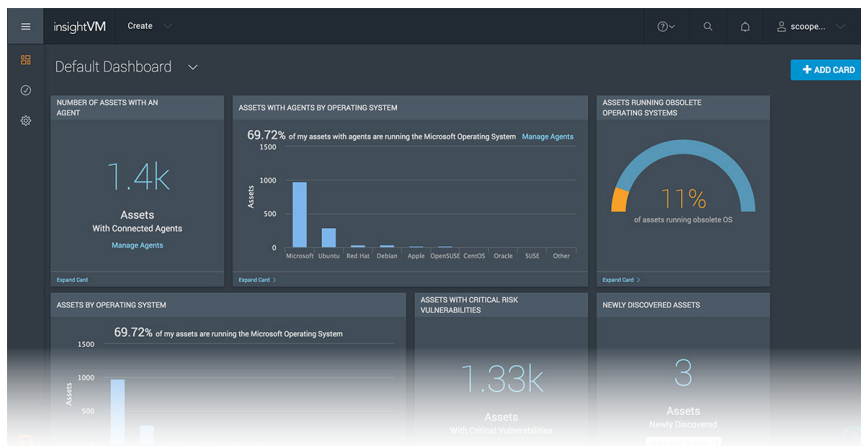 insightVM
Create
scoope...
Default Dashboard
+ ADD CARD
NUMBER OF ASSETS WITH AN
AGENT
1.4k
Assets
With Connected Agents
Manage Agents
Expand Card
ASSETS WITH AGENTS BY OPERATING SYSTEM
69.72% of my assets with agents are running the Microsoft Operating System Manage Agents
1500
1000
500
0
Assets
Microsoft Ubuntu Red Hat Debian Apple OpenSUSE CentOS Oracle SUSE Other
Expand Card >
ASSETS RUNNING OBSOLETE
OPERATING SYSTEMS
11%
of assets running obsolete OS
Expand Card >
ASSETS BY OPERATING SYSTEM
69.72% of my assets are running the Microsoft Operating System
1500
1000
500
Assets
ASSETS WITH CRITICAL RISK
VULNERABILITIES
1.33k
Assets
With Critical Vulnerabilities
NEWLY DISCOVERED ASSETS
3
Assets
Newly Discovered